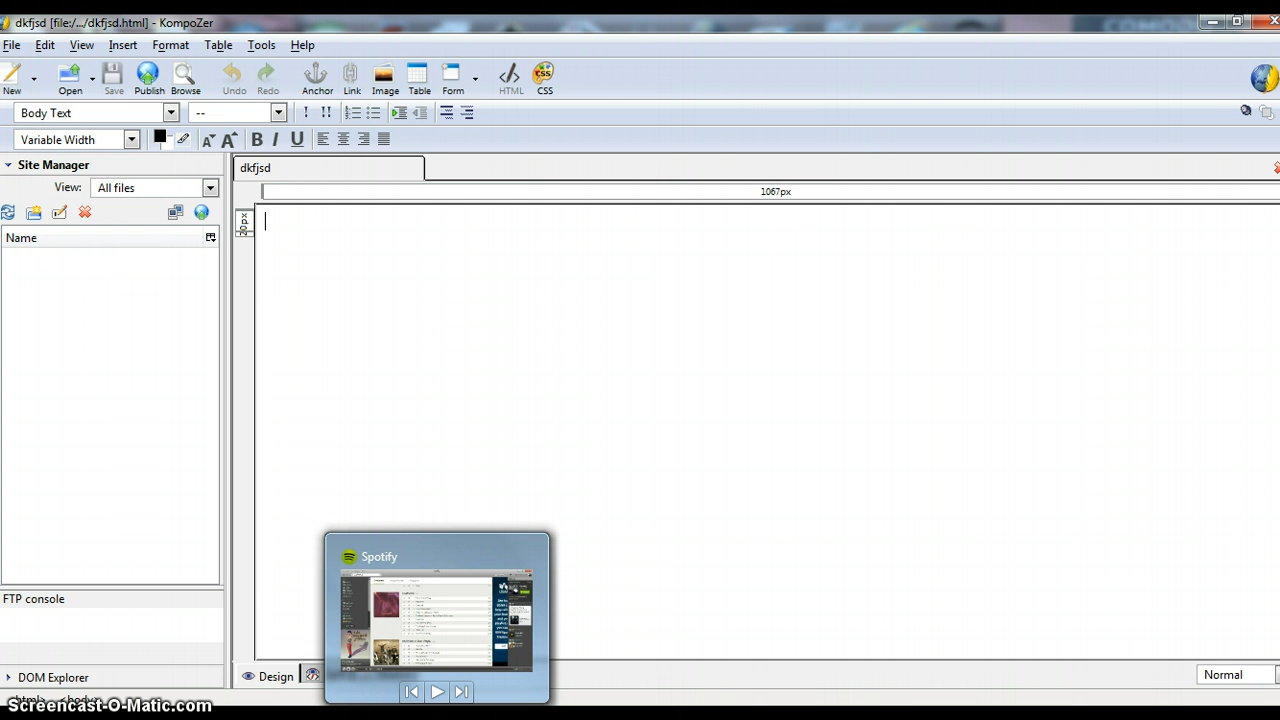 dkfjsd [file:/.../dkfjsd.html] - KompoZer
File Edit View Insert Format Table Tools Help
New Open Save Publish Browse Undo Redo Anchor Link Image Table Form HTML CSS
Body Text --
Variable Width B I U
Site Manager
View: All files
Name
dkfjsd
1067px
20px
Spotify
FTP console
DOM Explorer
Design
Normal
Screencast-O-Matic.com